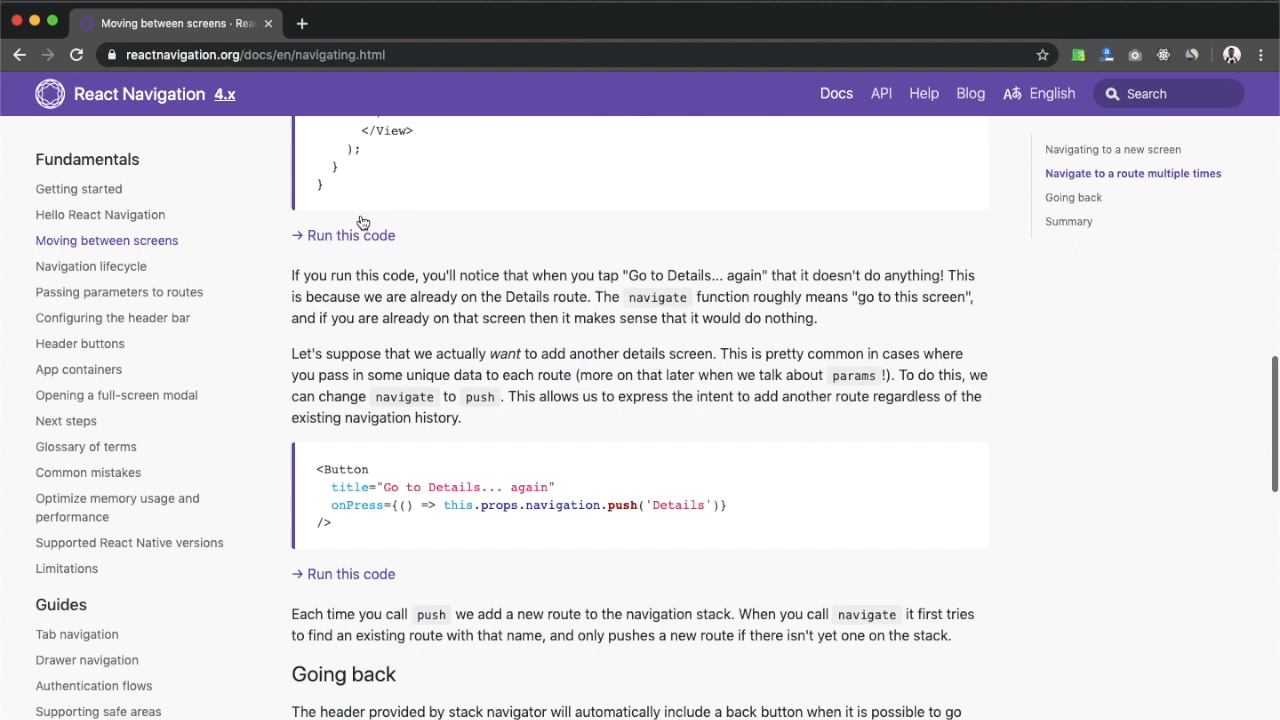 Moving between screens · Rea
reactnavigation.org/docs/en/navigating.html
React Navigation 4.x
Docs API Help Blog English Search
Fundamentals
Getting started
Hello React Navigation
Moving between screens
Navigation lifecycle
Passing parameters to routes
Configuring the header bar
Header buttons
App containers
Opening a full-screen modal
Next steps
Glossary of terms
Common mistakes
Optimize memory usage and
performance
Supported React Native versions
Limitations
Guides
Tab navigation
Drawer navigation
Authentication flows
Supporting safe areas
</View>
);
}
}
→ Run this code
If you run this code, you'll notice that when you tap "Go to Details... again" that it doesn't do anything! This
is because we are already on the Details route. The navigate function roughly means "go to this screen",
and if you are already on that screen then it makes sense that it would do nothing.
Let's suppose that we actually want to add another details screen. This is pretty common in cases where
you pass in some unique data to each route (more on that later when we talk about params !). To do this, we
can change navigate to push . This allows us to express the intent to add another route regardless of the
existing navigation history.
<Button
title="Go to Details... again"
onPress={() => this.props.navigation.push('Details')}
/>
→ Run this code
Each time you call push we add a new route to the navigation stack. When you call navigate it first tries
to find an existing route with that name, and only pushes a new route if there isn't yet one on the stack.
Going back
The header provided by stack navigator will automatically include a back button when it is possible to go
Navigating to a new screen
Navigate to a route multiple times
Going back
Summary